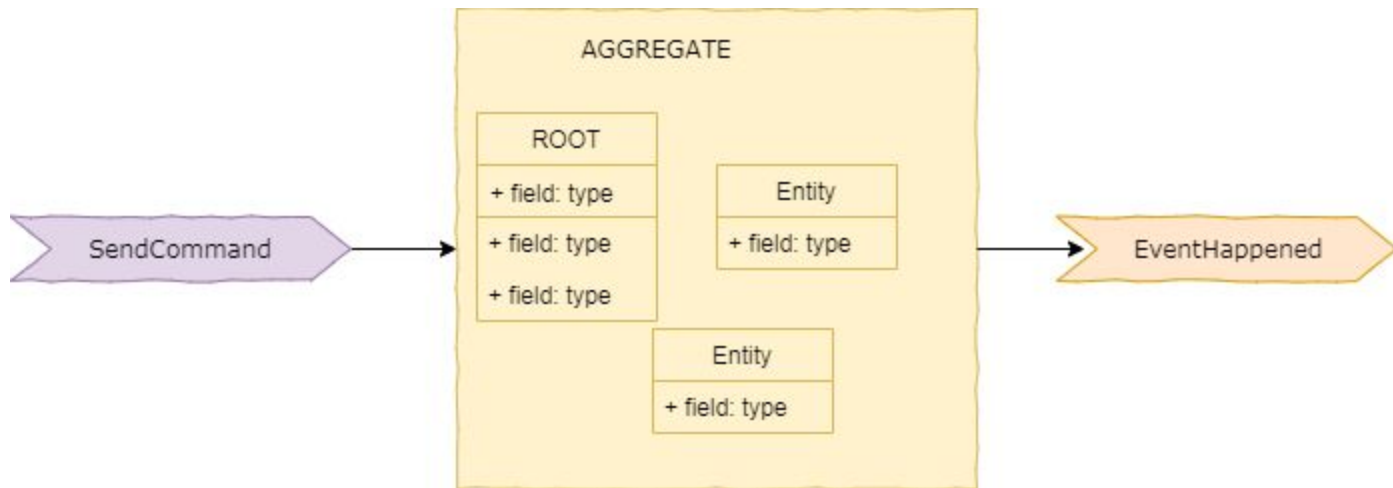 AGGREGATE
ROOT
+ field: type
+ field: type
+ field: type
Entity
+ field: type
Entity
+ field: type
SendCommand
EventHappened